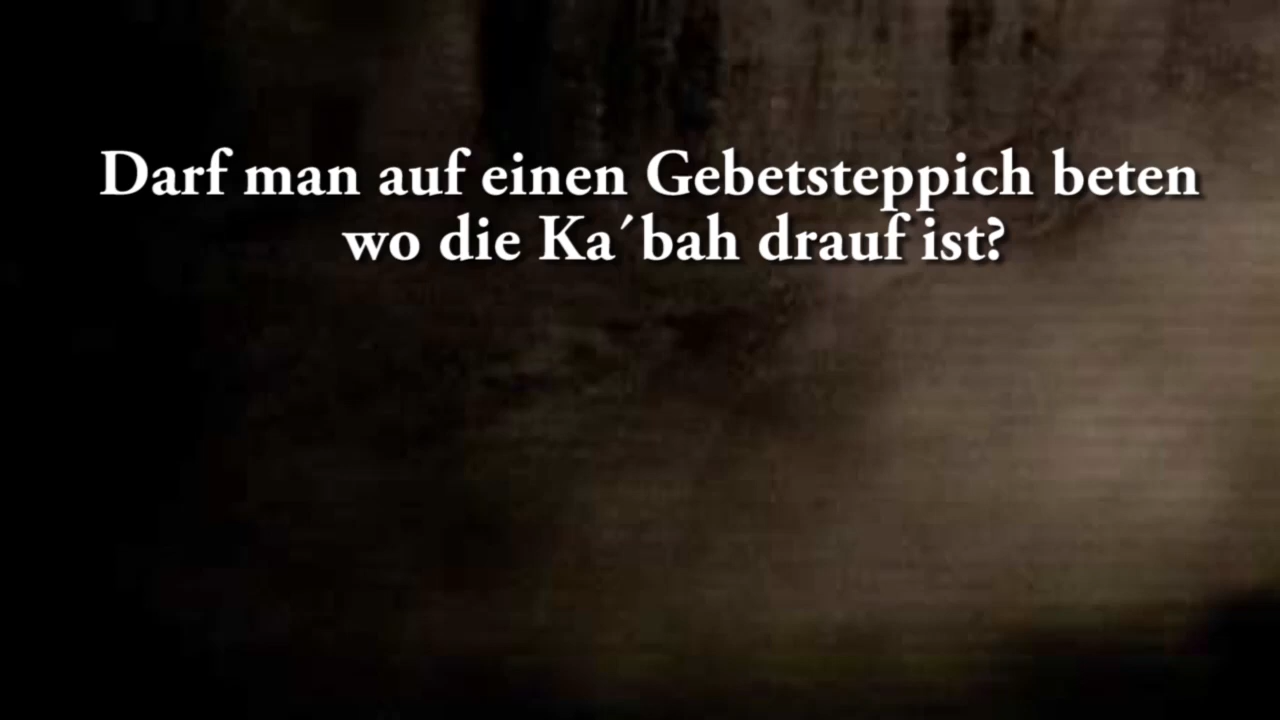 Darf man auf einen Gebetsteppich beten
wo die Ka´bah drauf ist?